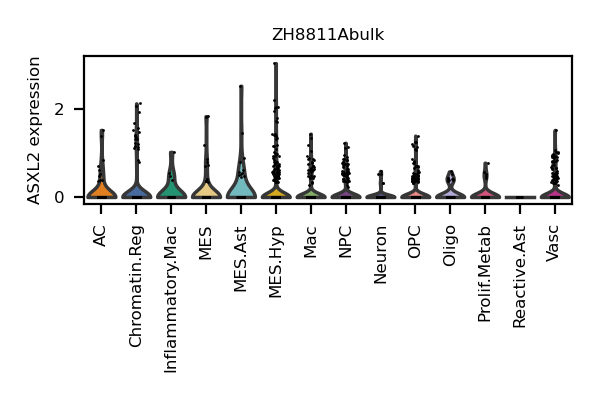 ZH8811Abulk
ASXL2 expression
2
0
AC
Chromatin.Reg
Inflammatory.Mac
MES
MES.Ast
MES.Hyp
Mac
NPC
Neuron
OPC
Oligo
Prolif.Metab
Reactive.Ast
Vasc